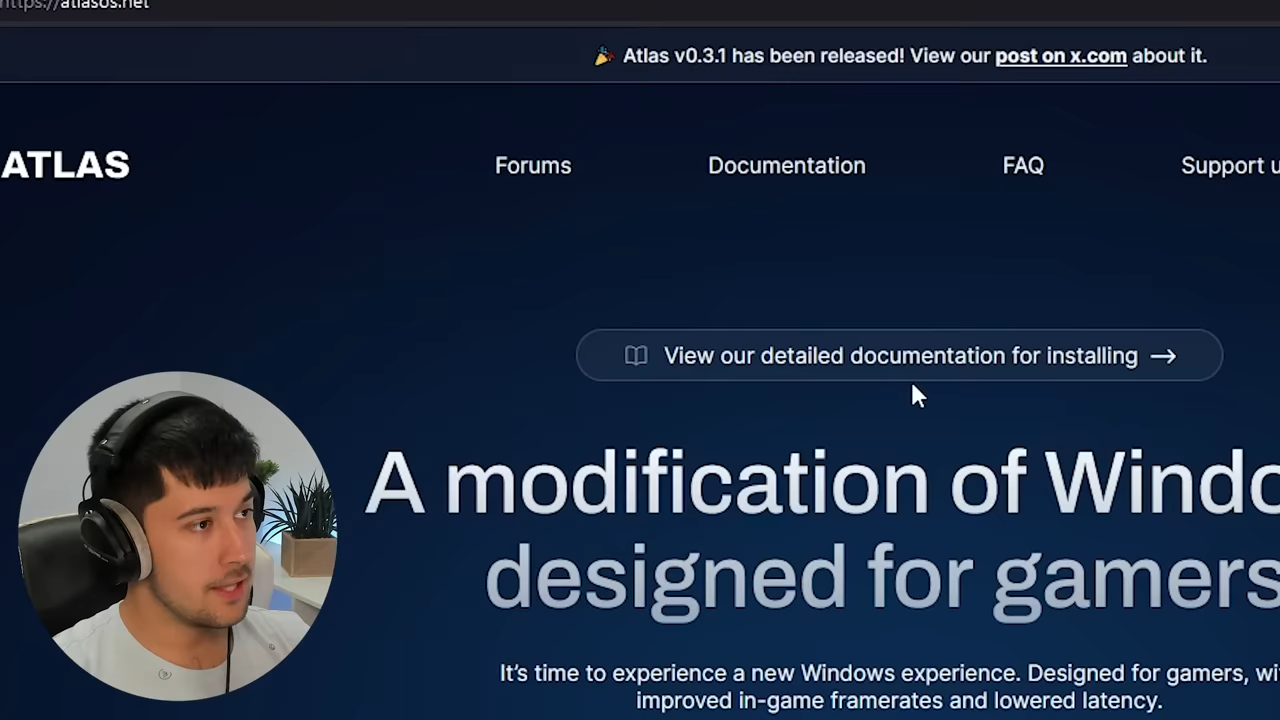 https://atlasos.net
🎉 Atlas v0.3.1 has been released! View our post on x.com about it.
ATLAS
Forums
Documentation
FAQ
Support u
View our detailed documentation for installing →
A modification of Windo
designed for gamers
It's time to experience a new Windows experience. Designed for gamers, wi
improved in-game framerates and lowered latency.